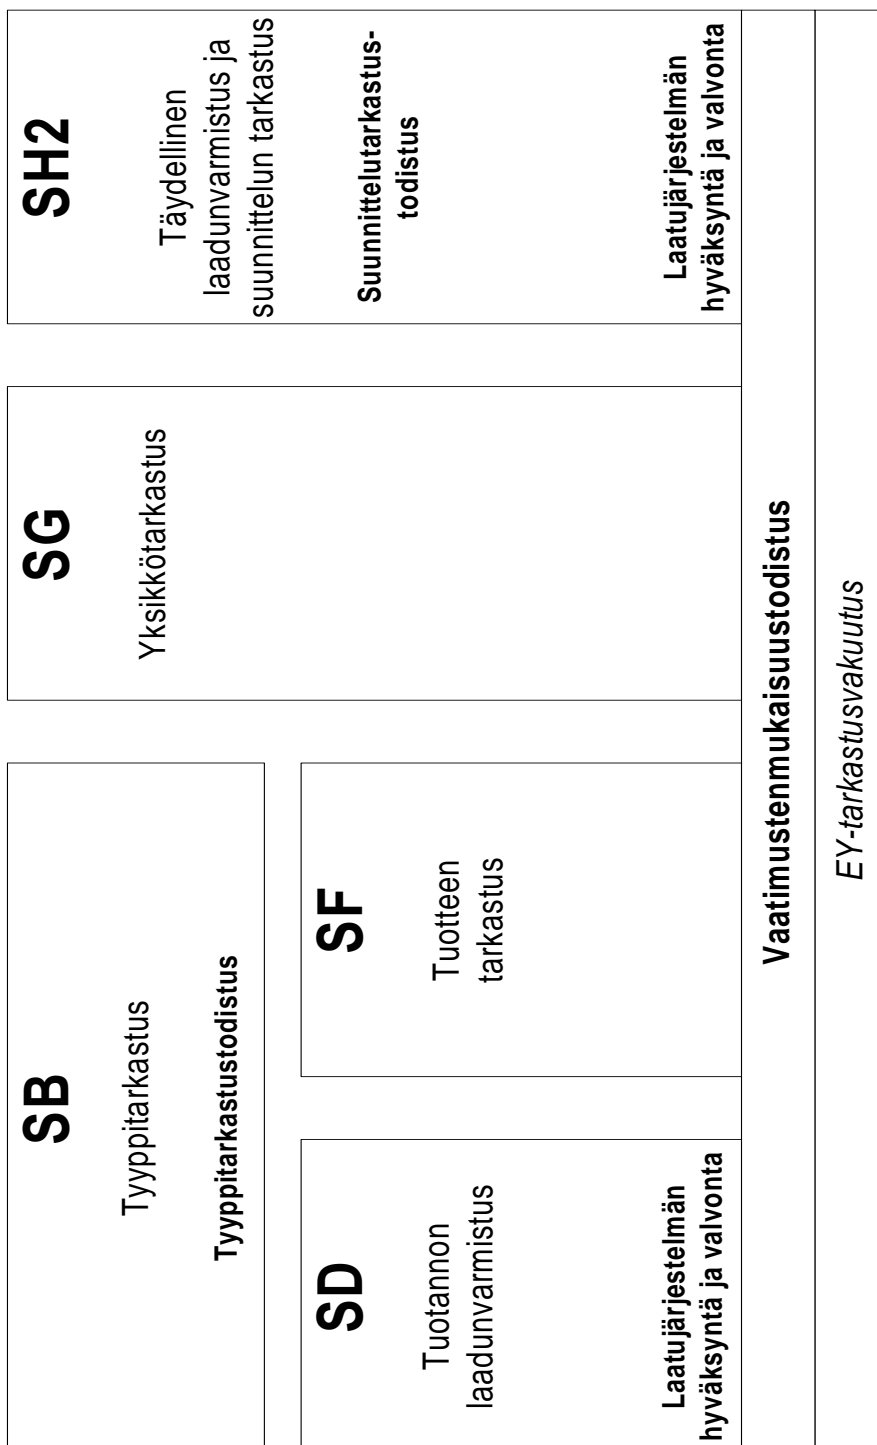 SB
Tyyppitarkastus
Tyyppitarkastustodistus
SD
Tuotannon
laadunvarmistus
Laatujärjestelmän
hyväksyntä ja valvonta
SF
Tuotteen
tarkastus
SG
Yksikkötarkastus
SH2
Täydellinen
laadunvarmistus ja
suunnittelun tarkastus
Suunnittelutarkastus-
todistus
Laatujärjestelmän
hyväksyntä ja valvonta
Vaatimustenmukaisuustodistus
EY-tarkastusvakuutus